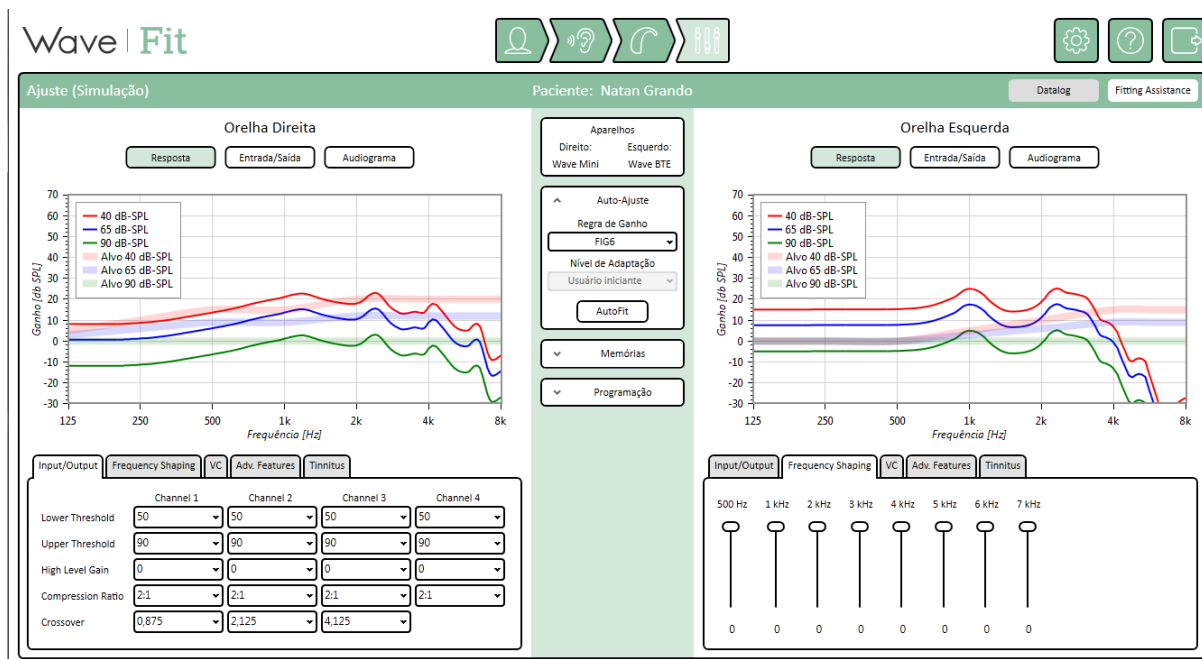 Wave | Fit
Ajuste (Simulação)
Paciente: Natan Grando
Datalog
Fitting Assistance
Orelha Direita
Resposta
Entrada/Saída
Audiograma
70
60
50
40
30
20
10
0
-10
-20
-30
Ganho [db SPL]
40 dB-SPL
65 dB-SPL
90 dB-SPL
Alvo 40 dB-SPL
Alvo 65 dB-SPL
Alvo 90 dB-SPL
125 250 500 1k 2k 4k 8k
Frequência [Hz]
Input/Output
Frequency Shaping
VC
Adv. Features
Tinnitus
Channel 1 Channel 2 Channel 3 Channel 4
Lower Threshold 50 50 50 50
Upper Threshold 90 90 90 90
High Level Gain 0 0 0 0
Compression Ratio 2:1 2:1 2:1 2:1
Crossover 0,875 2,125 4,125
Aparelhos
Direito: Esquerdo:
Wave Mini Wave BTE
Auto-Ajuste
Regra de Ganho
FIG6
Nível de Adaptação
Usuário iniciante
AutoFit
Memórias
Programação
Orelha Esquerda
Resposta
Entrada/Saída
Audiograma
70
60
50
40
30
20
10
0
-10
-20
-30
Ganho [db SPL]
40 dB-SPL
65 dB-SPL
90 dB-SPL
Alvo 40 dB-SPL
Alvo 65 dB-SPL
Alvo 90 dB-SPL
125 250 500 1k 2k 4k 8k
Frequência [Hz]
Input/Output
Frequency Shaping
VC
Adv. Features
Tinnitus
500 Hz 1 kHz 2 kHz 3 kHz 4 kHz 5 kHz 6 kHz 7 kHz
0 0 0 0 0 0 0 0